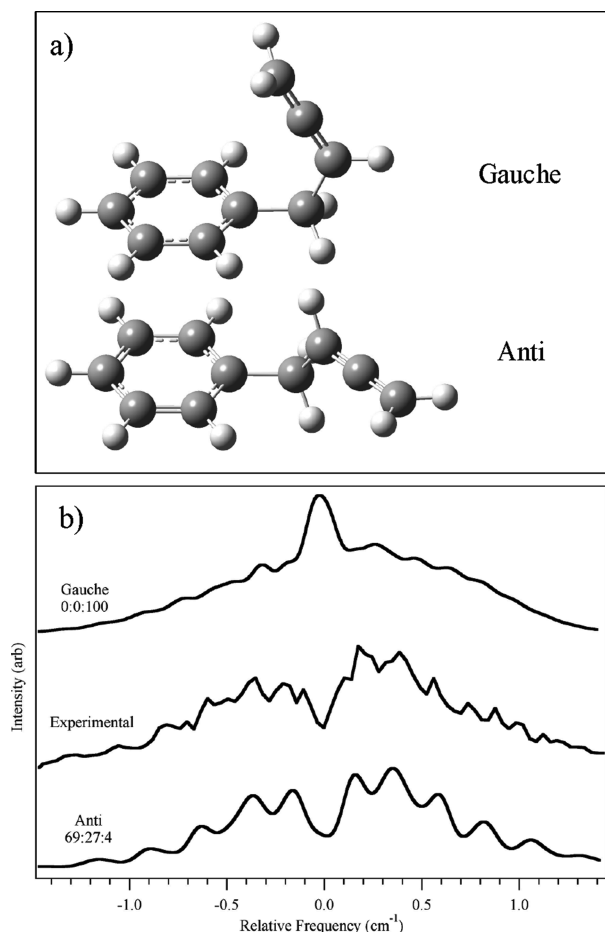 a)
Gauche
Anti
b)
Gauche
0:0:100
Experimental
Anti
69:27:4
Intensity (arb)
-1.0 -0.5 0.0 0.5 1.0
Relative Frequency (cm⁻¹)